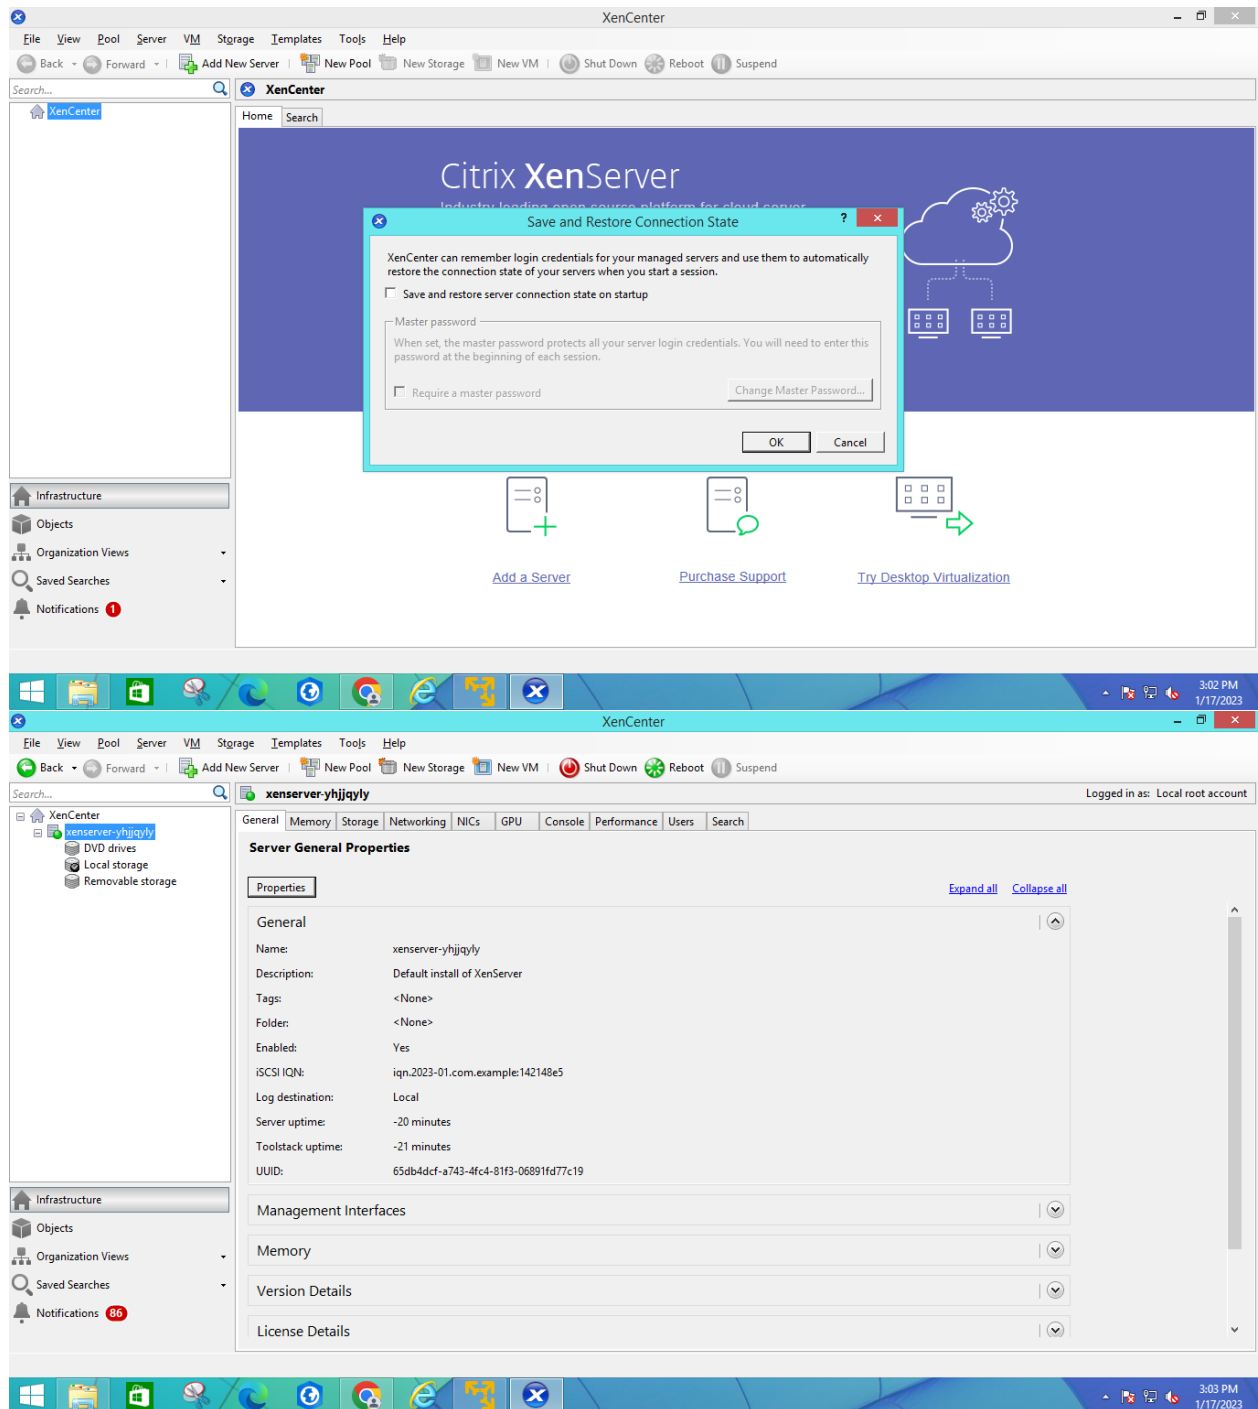 XenCenter
File View Pool Server VM Storage Templates Tools Help
Back Forward Add New Server New Pool New Storage New VM Shut Down Reboot Suspend
Search...
XenCenter
XenCenter
Home Search
Citrix XenServer
Industry leading open source platform for cloud server
Save and Restore Connection State ?
XenCenter can remember login credentials for your managed servers and use them to automatically
restore the connection state of your servers when you start a session.
Save and restore server connection state on startup
Master password
When set, the master password protects all your server login credentials. You will need to enter this
password at the beginning of each session.
Require a master password
Change Master Password...
OK Cancel
Infrastructure
Objects
Organization Views
Saved Searches
Notifications 1
Add a Server
Purchase Support
Try Desktop Virtualization
3:02 PM
1/17/2023
XenCenter
File View Pool Server VM Storage Templates Tools Help
Back Forward Add New Server New Pool New Storage New VM Shut Down Reboot Suspend
Search...
xenserver-yhjjqyly
Logged in as: Local root account
XenCenter
xenserver-yhjjqyly
DVD drives
Local storage
Removable storage
General Memory Storage Networking NICs GPU Console Performance Users Search
Server General Properties
Properties
Expand all Collapse all
General
Name: xenserver-yhjjqyly
Description: Default install of XenServer
Tags: <None>
Folder: <None>
Enabled: Yes
iSCSI IQN: iqn.2023-01.com.example:142148e5
Log destination: Local
Server uptime: -20 minutes
Toolstack uptime: -21 minutes
UUID: 65db4dcf-a743-4fc4-81f3-06891fd77c19
Management Interfaces
Memory
Version Details
License Details
Infrastructure
Objects
Organization Views
Saved Searches
Notifications 86
3:03 PM
1/17/2023